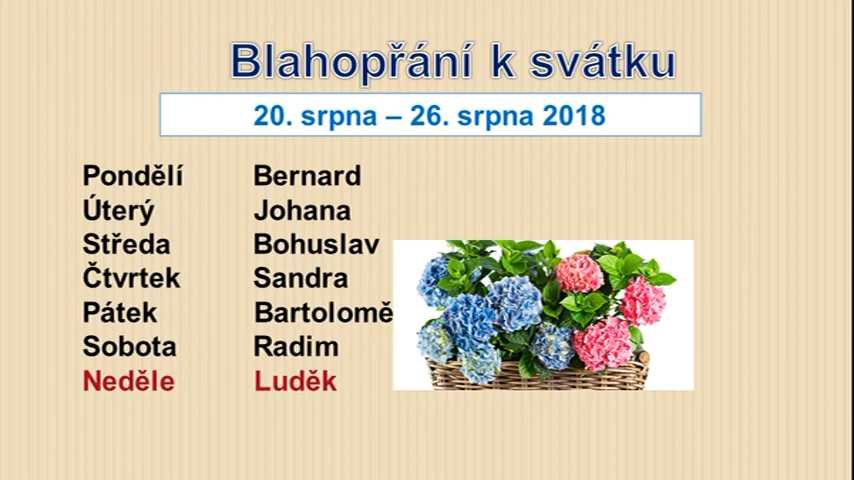 Blahopřání k svátku
20. srpna – 26. srpna 2018
Pondělí Bernard
Úterý Johana
Středa Bohuslav
Čtvrtek Sandra
Pátek Bartolomě
Sobota Radim
Neděle Luděk